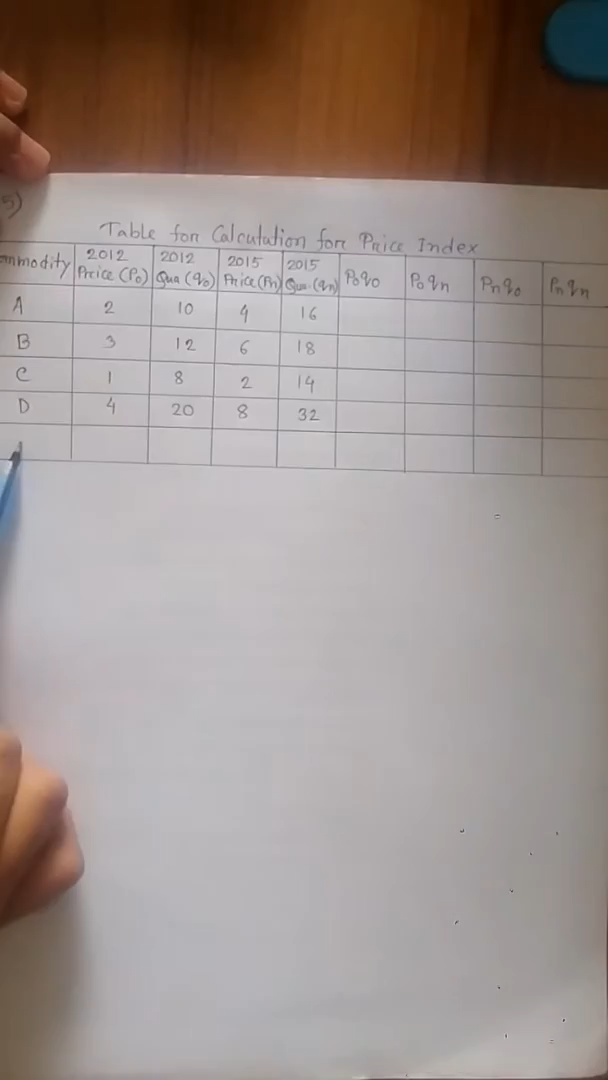 5)
Table for Calculation for Price Index
ommodity 2012 Price (P0) 2012 Qua (q0) 2015 Price (Pn) 2015 Qua (qn) P0q0 P0qn Pnq0 Pnqn
A 2 10 4 16
B 3 12 6 18
C 1 8 2 14
D 4 20 8 32